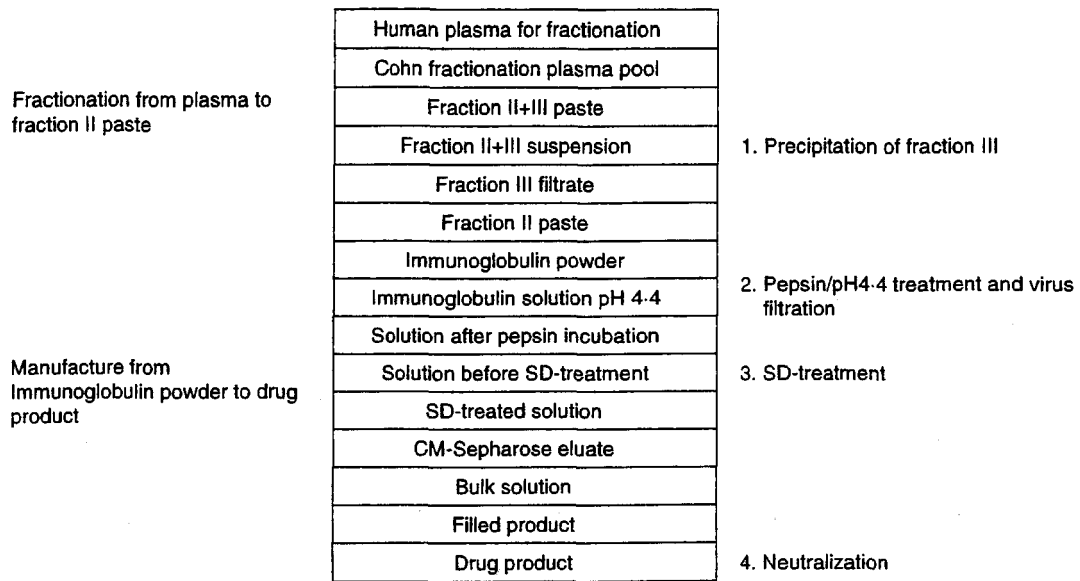 Human plasma for fractionation
Cohn fractionation plasma pool
Fractionation from plasma to
fraction II paste
Fraction II+III paste
Fraction II+III suspension
1. Precipitation of fraction III
Fraction III filtrate
Fraction II paste
Immunoglobulin powder
Immunoglobulin solution pH 4·4
2. Pepsin/pH4·4 treatment and virus
filtration
Solution after pepsin incubation
Manufacture from
Immunoglobulin powder to drug
product
Solution before SD-treatment
3. SD-treatment
SD-treated solution
CM-Sepharose eluate
Bulk solution
Filled product
Drug product
4. Neutralization